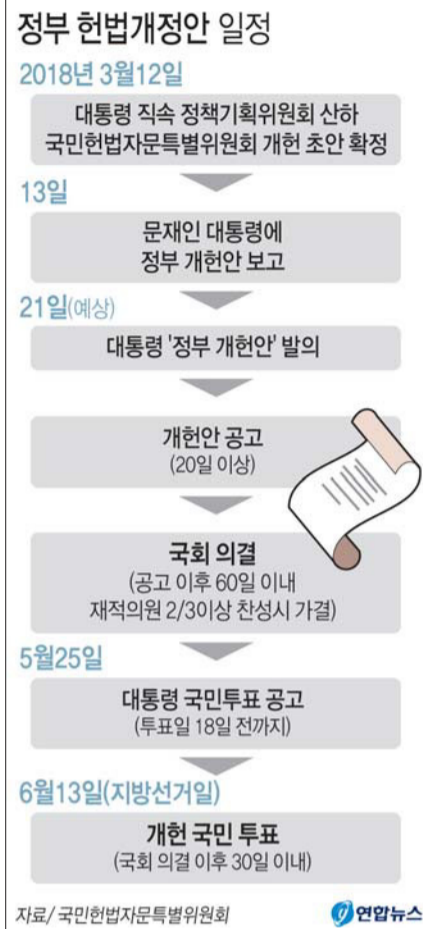 정부 헌법개정안 일정
2018년 3월12일
대통령 직속 정책기획위원회 산하
국민헌법자문특별위원회 개헌 초안 확정
13일
문재인 대통령에
정부 개헌안 보고
21일(예상)
대통령 '정부 개헌안' 발의
개헌안 공고
(20일 이상)
국회 의결
(공고 이후 60일 이내
재적의원 2/3이상 찬성시 가결)
5월25일
대통령 국민투표 공고
(투표일 18일 전까지)
6월13일(지방선거일)
개헌 국민 투표
(국회 의결 이후 30일 이내)
자료/ 국민헌법자문특별위원회
연합뉴스